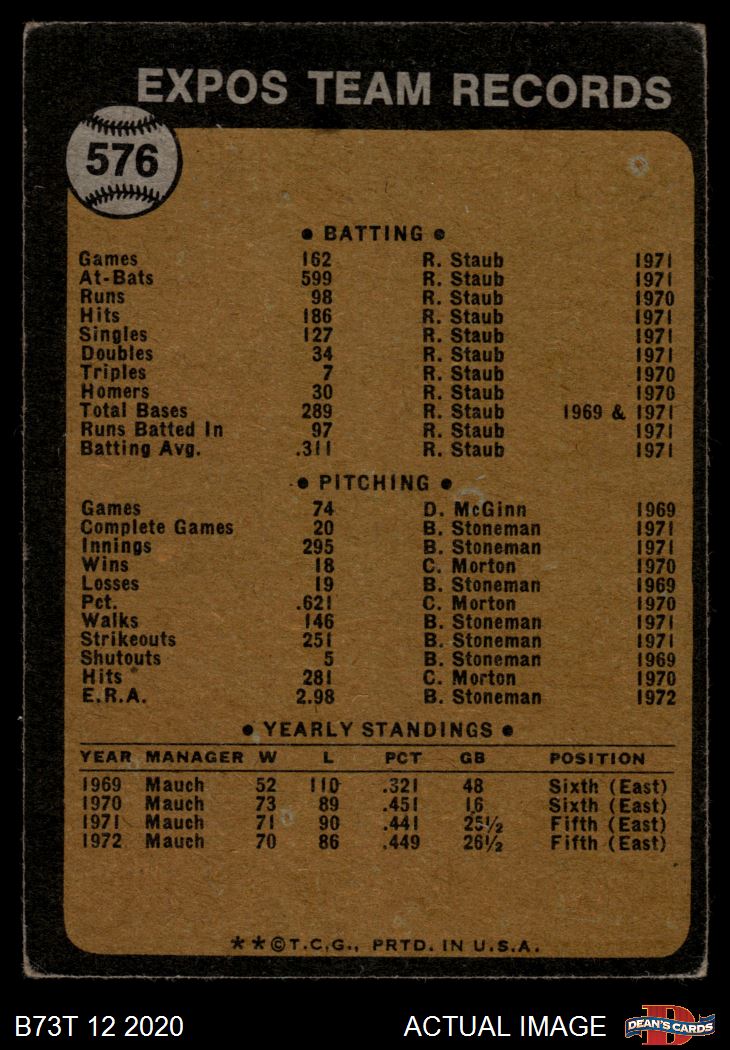 EXPOS TEAM RECORDS
576
• BATTING •
Games 162 R. Staub 1971
At-Bats 599 R. Staub 1971
Runs 98 R. Staub 1970
Hits 186 R. Staub 1971
Singles 127 R. Staub 1971
Doubles 34 R. Staub 1971
Triples 7 R. Staub 1970
Homers 30 R. Staub 1970
Total Bases 289 R. Staub 1969 & 1971
Runs Batted In 97 R. Staub 1971
Batting Avg. .311 R. Staub 1971
• PITCHING •
Games 74 D. McGinn 1969
Complete Games 20 B. Stoneman 1971
Innings 295 B. Stoneman 1971
Wins 18 C. Morton 1970
Losses 19 B. Stoneman 1969
Pct. .621 C. Morton 1970
Walks 146 B. Stoneman 1971
Strikeouts 251 B. Stoneman 1971
Shutouts 5 B. Stoneman 1969
Hits 281 C. Morton 1970
E.R.A. 2.98 B. Stoneman 1972
• YEARLY STANDINGS •
YEAR MANAGER W L PCT GB POSITION
1969 Mauch 52 110 .321 48 Sixth (East)
1970 Mauch 73 89 .451 16 Sixth (East)
1971 Mauch 71 90 .441 25½ Fifth (East)
1972 Mauch 70 86 .449 26½ Fifth (East)
**©T.C.G., PRTD. IN U.S.A.
B73T 12 2020 ACTUAL IMAGE DEAN'S CARDS